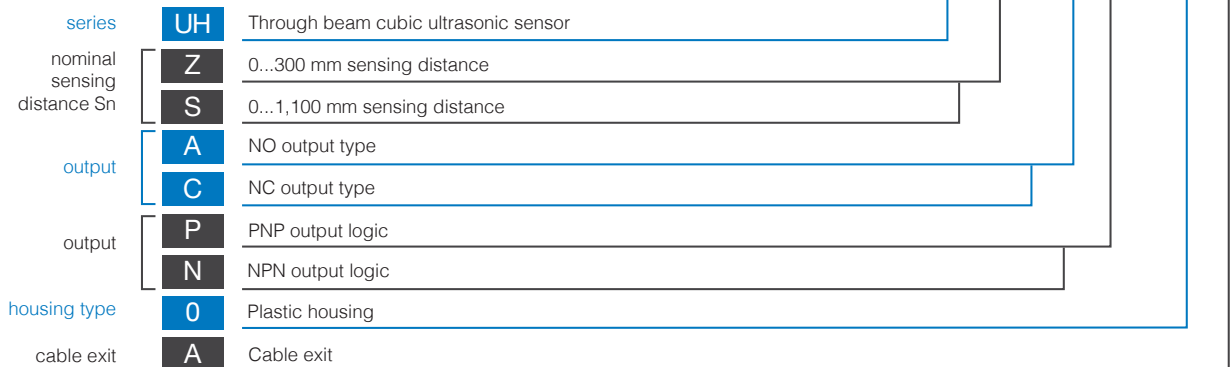 series UH Through beam cubic ultrasonic sensor
nominal sensing distance Sn
Z 0...300 mm sensing distance
S 0...1,100 mm sensing distance
output
A NO output type
C NC output type
output
P PNP output logic
N NPN output logic
housing type 0 Plastic housing
cable exit A Cable exit